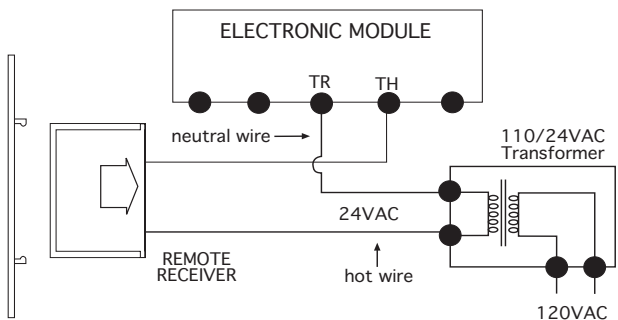 ELECTRONIC MODULE
TR
TH
neutral wire
110/24VAC
Transformer
24VAC
REMOTE
RECEIVER
hot wire
120VAC